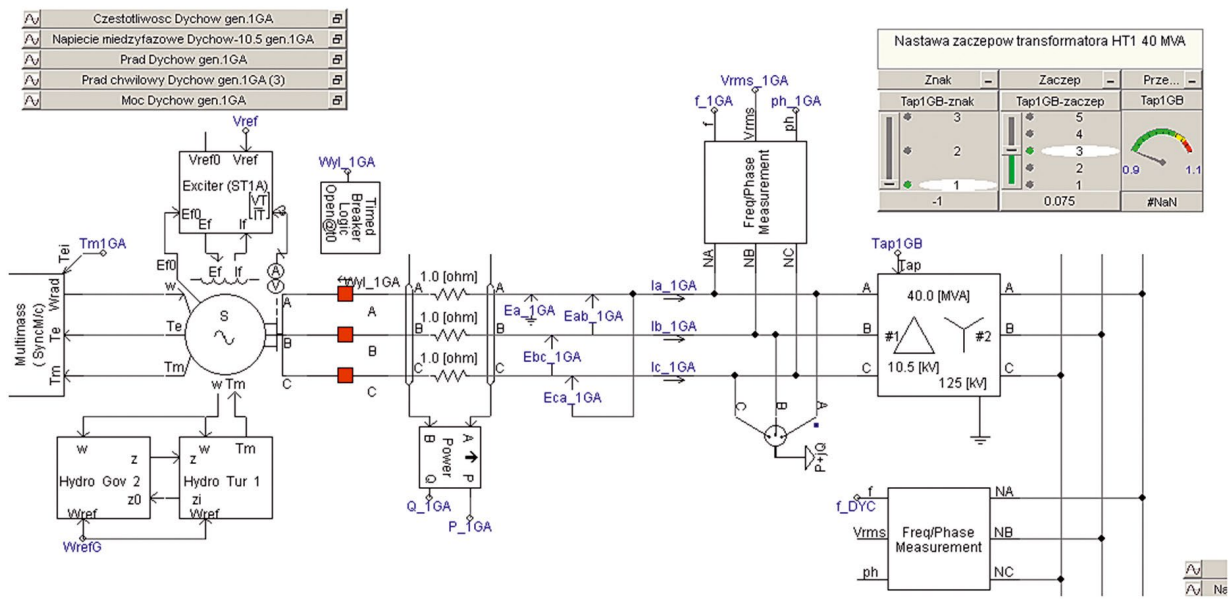 Czestotliwosc Dychow gen.1GA
Napiecie miedzyfazowe Dychow-10.5 gen.1GA
Prad Dychow gen.1GA
Prad chwilowy Dychow gen.1GA (3)
Moc Dychow gen.1GA
Nastawa zaczepow transformatora HT1 40 MVA
Znak
Zaczep
Prze...
Tap1GB-znak
Tap1GB-zaczep
Tap1GB
3
2
1
5
4
3
2
1
0.9
1.1
-1
0.075
#NaN
Vref
Vref0
Vref
Exciter (ST1A)
Ef0
VT
IT
Ef
If
3
Wyl_1GA
Timed
Breaker
Logic
Open@t0
Vrms_1GA
f_1GA
ph_1GA
f
Vrms
ph
Freq/Phase
Measurement
NA
NB
NC
Tei
Tm1GA
Ef0
Ef
If
A
V
Multimass
(SyncM/c)
Wrad
Te
Tm
w
Te
Tm
S
w
Tm
A
B
C
Wyl_1GA
A
B
C
A
B
C
1.0 [ohm]
1.0 [ohm]
1.0 [ohm]
A
B
C
Ea_1GA
Eab_1GA
Ebc_1GA
Eca_1GA
Ia_1GA
Ib_1GA
Ic_1GA
Tap1GB
Tap
40.0 [MVA]
#1
#2
10.5 [kV]
125 [kV]
A
B
C
A
B
C
C
B
A
P+jQ
A
B
Power
P
Q
Q_1GA
P_1GA
w
z
Hydro Gov 2
z0
Wref
w
Tm
z
Hydro Tur 1
zi
Wref
WrefG
f
f_DYC
Vrms
ph
Freq/Phase
Measurement
NA
NB
NC